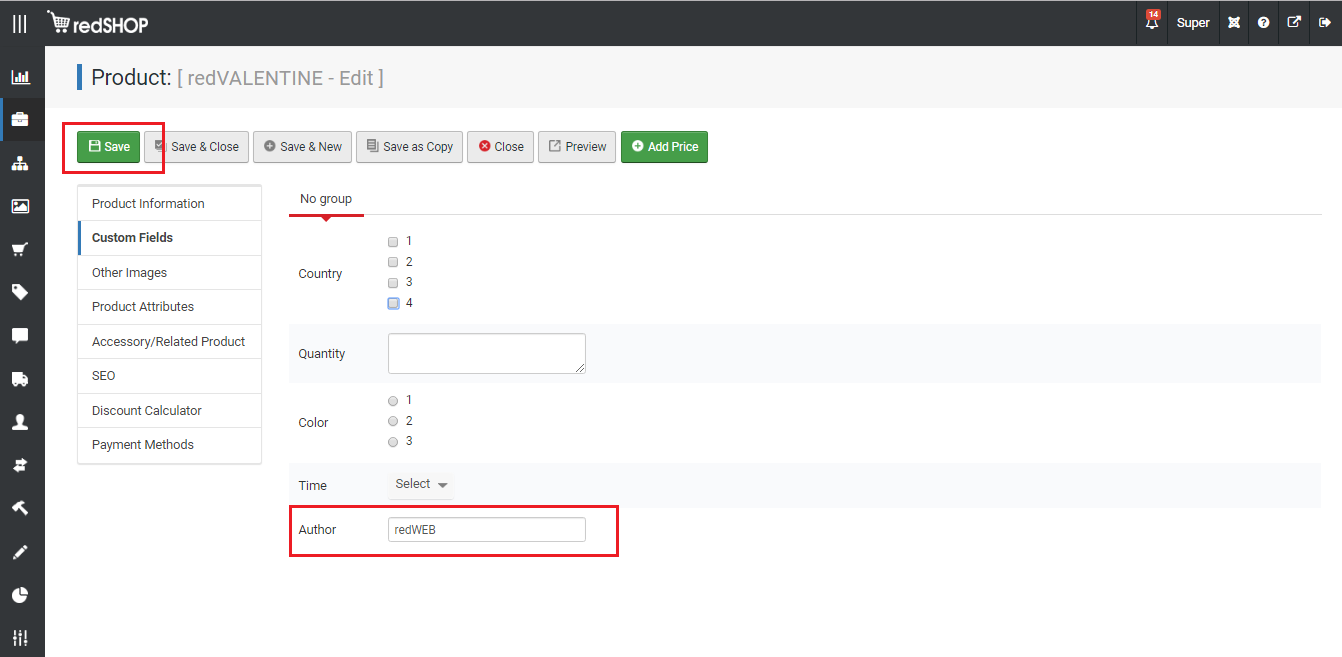 redSHOP
14
Super
Product: [ redVALENTINE - Edit ]
Save
Save & Close
Save & New
Save as Copy
Close
Preview
Add Price
Product Information
Custom Fields
Other Images
Product Attributes
Accessory/Related Product
SEO
Discount Calculator
Payment Methods
No group
Country
1
2
3
4
Quantity
Color
1
2
3
Time
Select
Author
redWEB